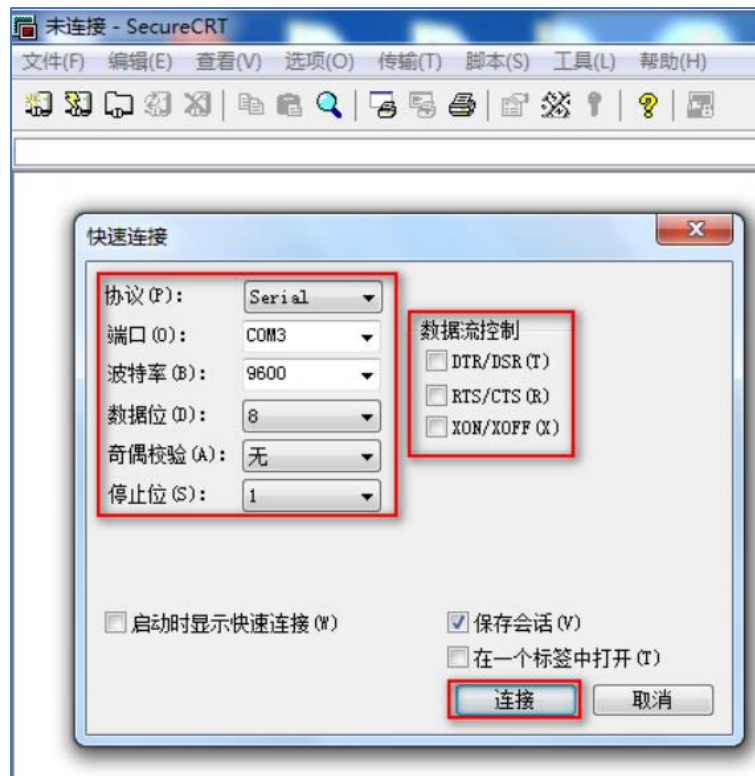 未连接 - SecureCRT
文件(F) 编辑(E) 查看(V) 选项(O) 传输(T) 脚本(S) 工具(L) 帮助(H)
快速连接
协议(P): Serial
端口(O): COM3
波特率(B): 9600
数据位(D): 8
奇偶校验(A): 无
停止位(S): 1
数据流控制
DTR/DSR(T)
RTS/CTS(R)
XON/XOFF(X)
启动时显示快速连接(W)
保存会话(V)
在一个标签中打开(T)
连接 取消